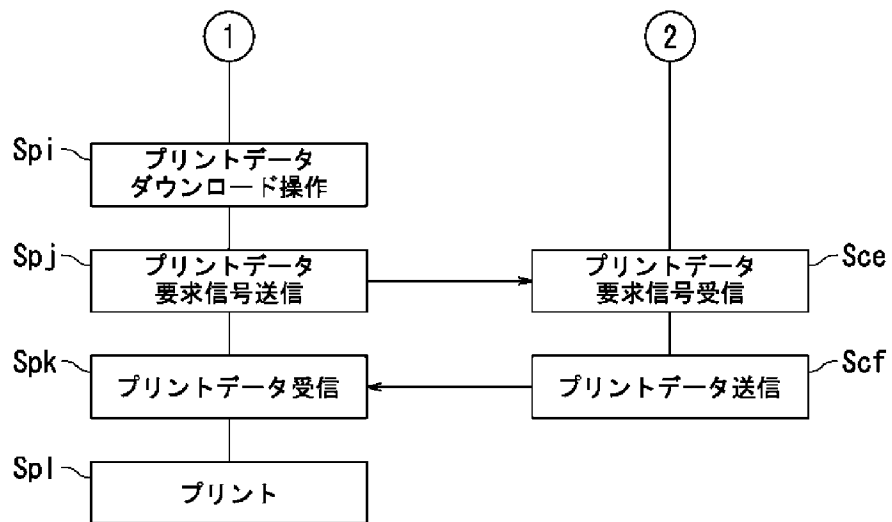 1
2
Spi
プリントデータ
ダウンロード操作
Spj
プリントデータ
要求信号送信
プリントデータ
要求信号受信
Sce
Spk
プリントデータ受信
プリントデータ送信
Scf
Spl
プリント